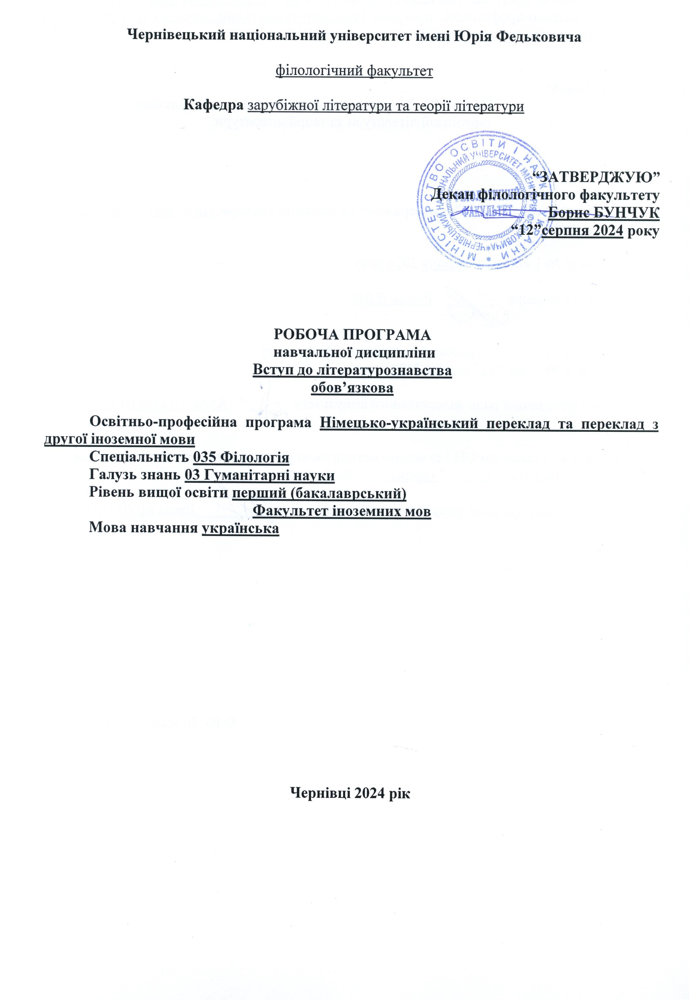 Чернівецький національний університет імені Юрія Федьковича
філологічний факультет
Кафедра зарубіжної літератури та теорії літератури
МІНІСТЕРСТВО ОСВІТИ І НАУКИ УКРАЇНИ *
ЧЕРНІВЕЦЬКИЙ НАЦІОНАЛЬНИЙ УНІВЕРСИТЕТ ІМЕНІ ЮРІЯ ФЕДЬКОВИЧА *
ФІЛОЛОГІЧНИЙ
ФАКУЛЬТЕТ
“ЗАТВЕРДЖУЮ”
Декан філологічного факультету
Борис БУНЧУК
“12”серпня 2024 року
РОБОЧА ПРОГРАМА
навчальної дисципліни
Вступ до літературознавства
обов’язкова
Освітньо-професійна програма Німецько-український переклад та переклад з
другої іноземної мови
Спеціальність 035 Філологія
Галузь знань 03 Гуманітарні науки
Рівень вищої освіти перший (бакалаврський)
Факультет іноземних мов
Мова навчання українська
Чернівці 2024 рік